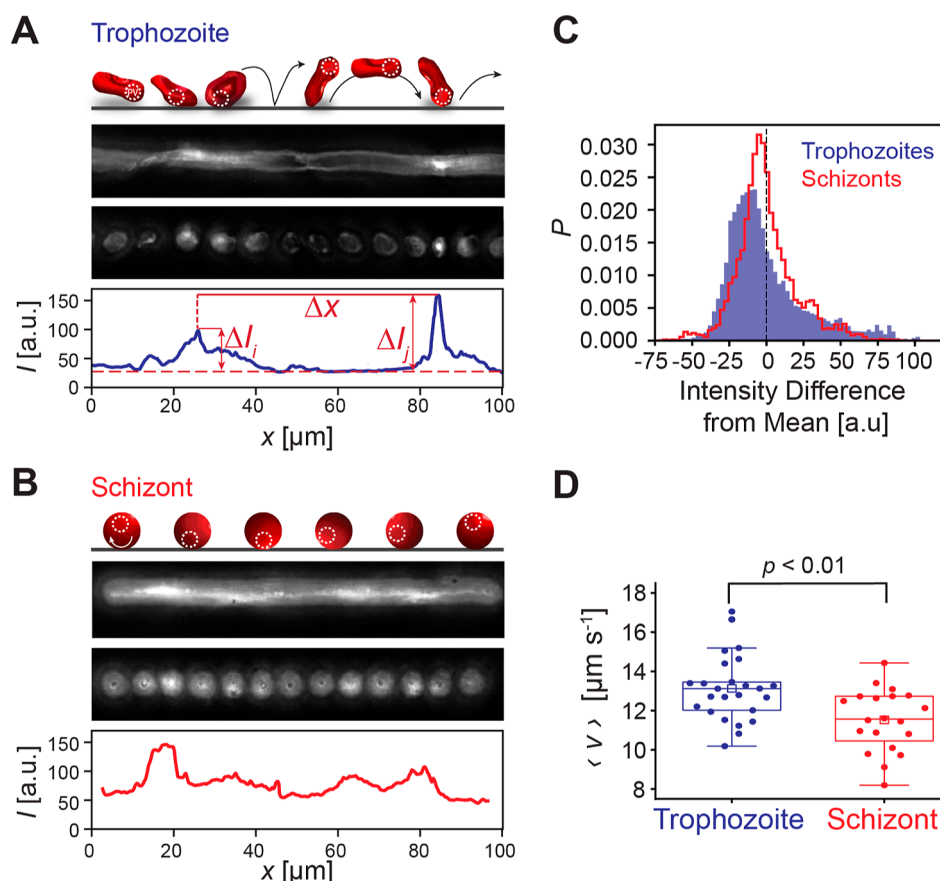 A
Trophozoite
PV
I [a.u.]
150
100
50
0
ΔI i
Δx
ΔI j
0 20 40 60 80 100
x [μm]
B
Schizont
I [a.u.]
150
100
50
0
0 20 40 60 80 100
x [μm]
C
P
0.030
0.025
0.020
0.015
0.010
0.005
0.000
Trophozoites
Schizonts
-75 -50 -25 0 25 50 75 100
Intensity Difference
from Mean [a.u]
D
p < 0.01
‹ v › [μm s⁻¹]
18
16
14
12
10
8
Trophozoite Schizont